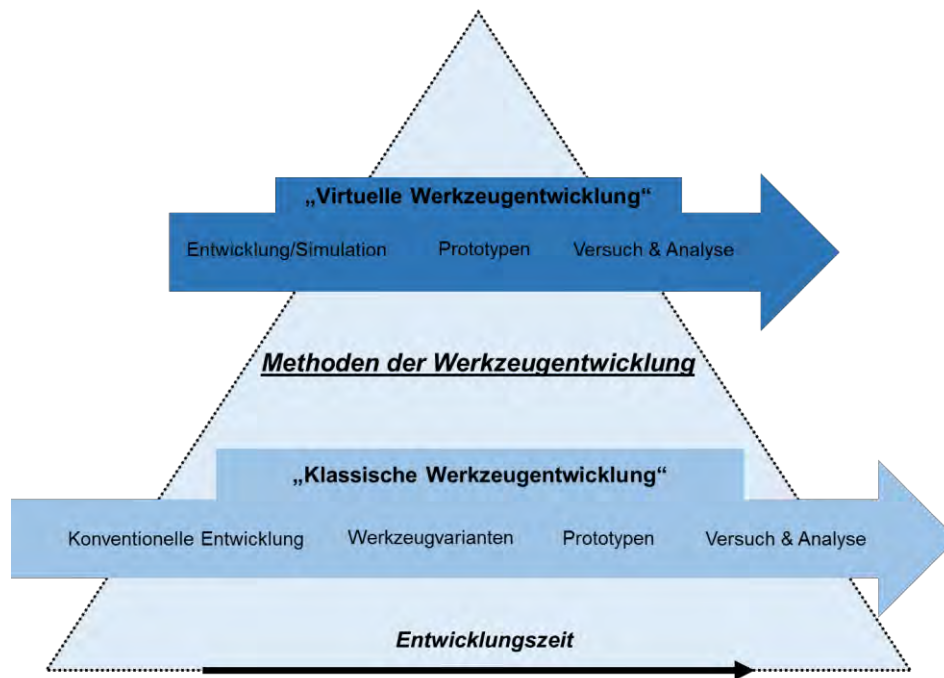 „Virtuelle Werkzeugentwicklung“
Entwicklung/Simulation Prototypen Versuch & Analyse
Methoden der Werkzeugentwicklung
„Klassische Werkzeugentwicklung“
Konventionelle Entwicklung Werkzeugvarianten Prototypen Versuch & Analyse
Entwicklungszeit